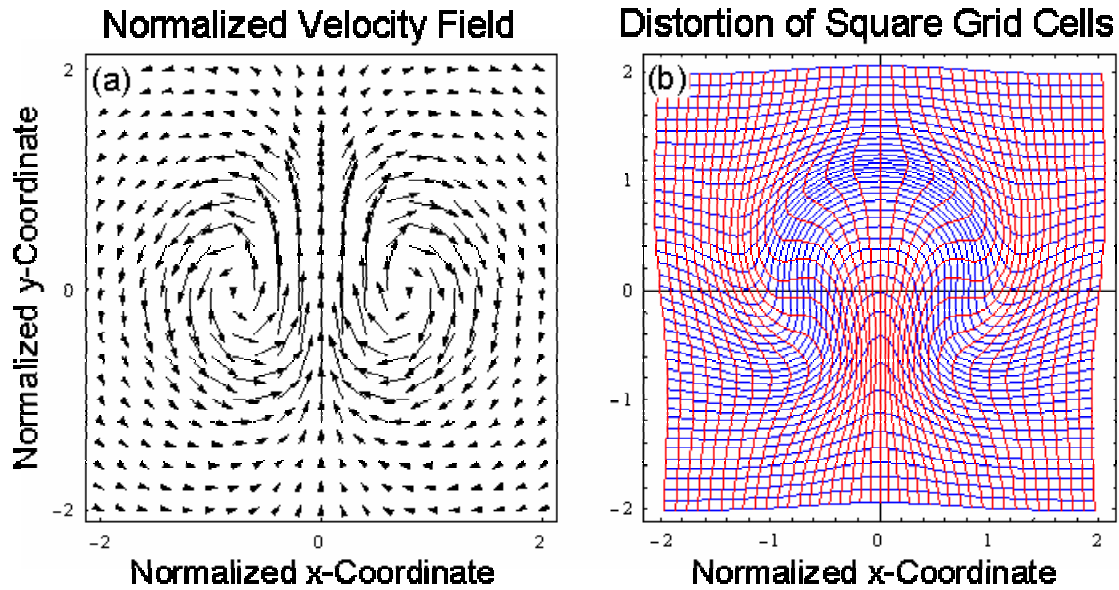 Normalized Velocity Field
(a)
Normalized y-Coordinate
2
0
-2
-2
0
2
Normalized x-Coordinate
Distortion of Square Grid Cells
(b)
2
1
0
-1
-2
-2
-1
0
1
2
Normalized x-Coordinate